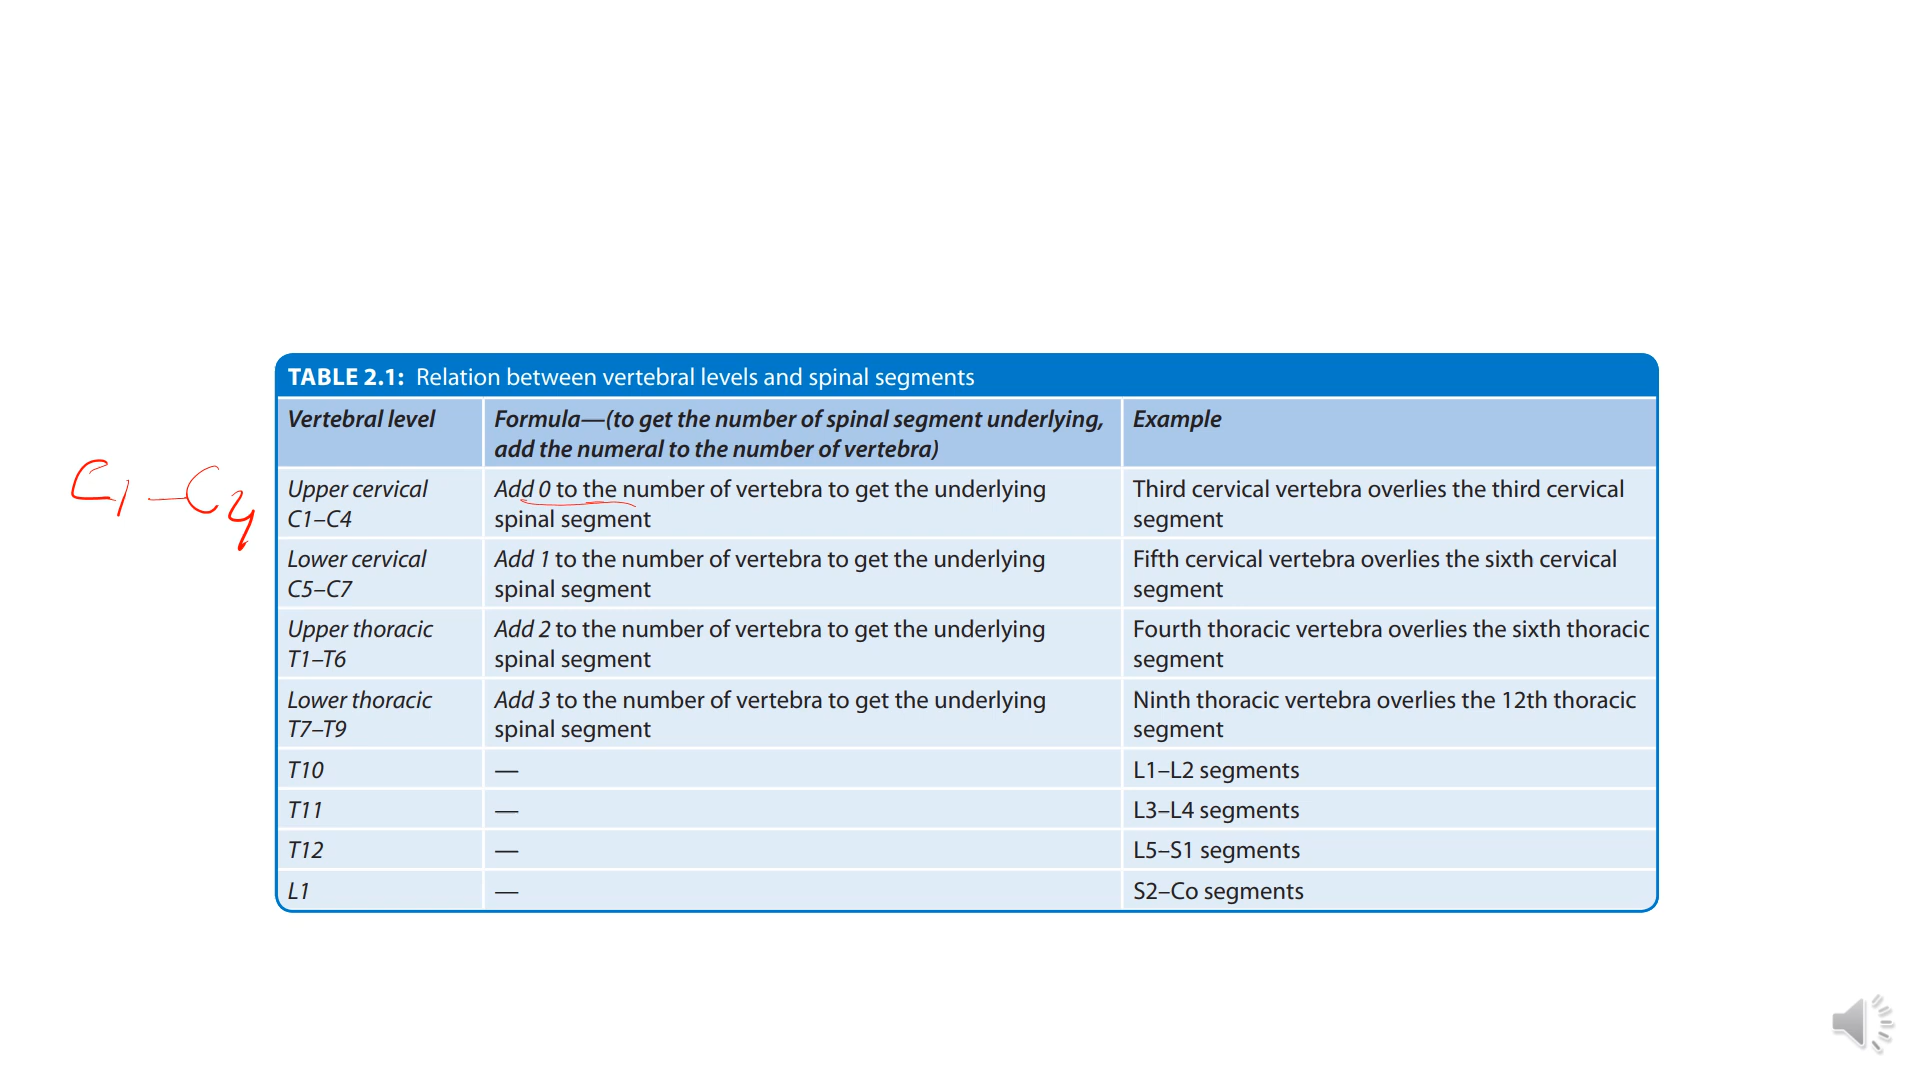 TABLE 2.1: Relation between vertebral levels and spinal segments
Vertebral level
Formula—(to get the number of spinal segment underlying,
add the numeral to the number of vertebra)
Example
C1 – C4
Upper cervical
C1–C4
Add 0 to the number of vertebra to get the underlying
spinal segment
Third cervical vertebra overlies the third cervical
segment
Lower cervical
C5–C7
Add 1 to the number of vertebra to get the underlying
spinal segment
Fifth cervical vertebra overlies the sixth cervical
segment
Upper thoracic
T1–T6
Add 2 to the number of vertebra to get the underlying
spinal segment
Fourth thoracic vertebra overlies the sixth thoracic
segment
Lower thoracic
T7–T9
Add 3 to the number of vertebra to get the underlying
spinal segment
Ninth thoracic vertebra overlies the 12th thoracic
segment
T10 — L1–L2 segments
T11 — L3–L4 segments
T12 — L5–S1 segments
L1 — S2–Co segments